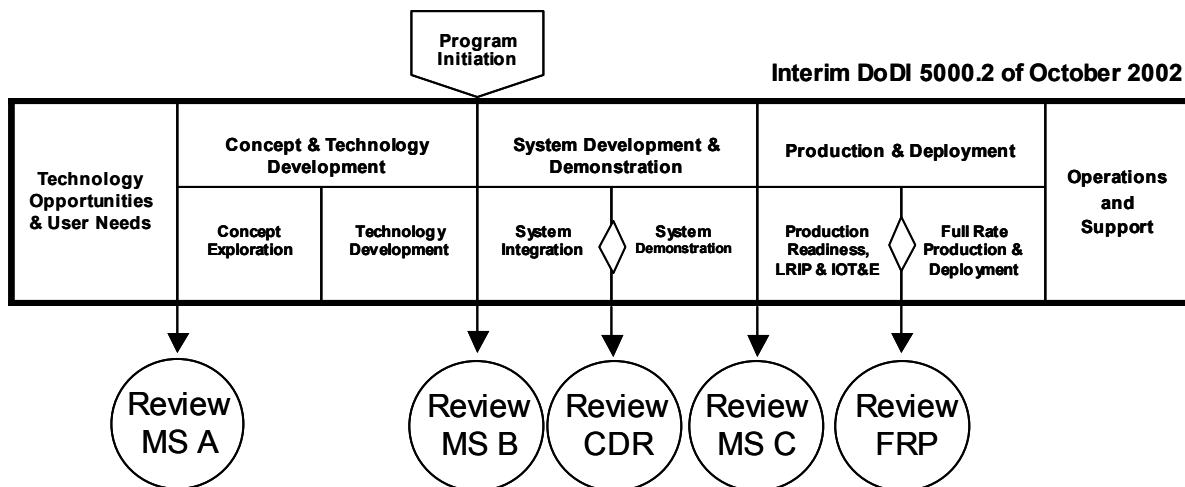 Program
Initiation
Interim DoDI 5000.2 of October 2002
Technology
Opportunities
& User Needs
Concept & Technology
Development
System Development &
Demonstration
Production & Deployment
Operations
and
Support
Concept
Exploration
Technology
Development
System
Integration
System
Demonstration
Production
Readiness,
LRIP & IOT&E
Full Rate
Production &
Deployment
Review
MS A
Review
MS B
Review
CDR
Review
MS C
Review
FRP